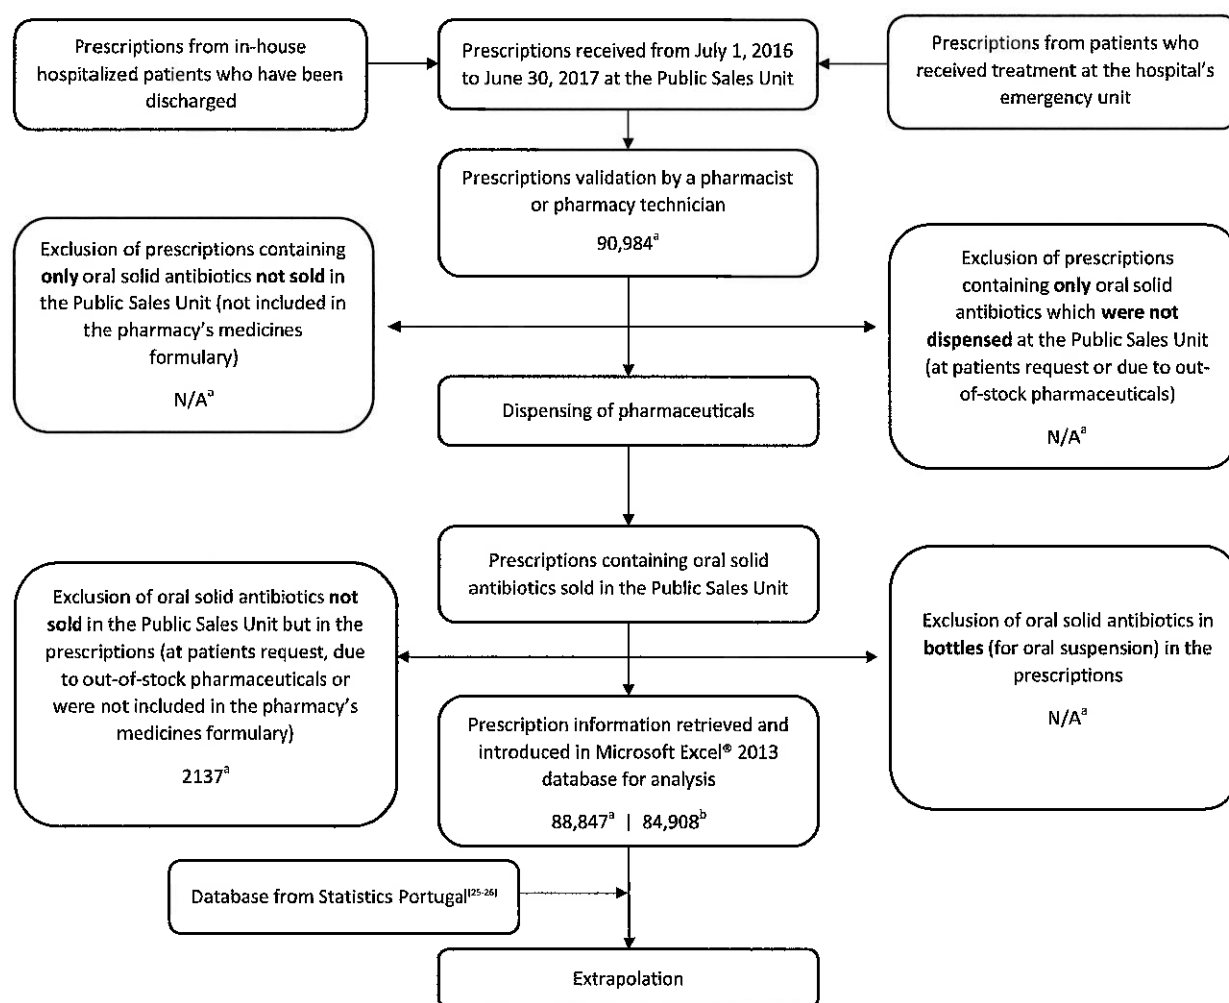 Prescriptions from in-house
hospitalized patients who have been
discharged
Prescriptions received from July 1, 2016
to June 30, 2017 at the Public Sales Unit
Prescriptions from patients who
received treatment at the hospital's
emergency unit
Prescriptions validation by a pharmacist
or pharmacy technician
90,984ᵃ
Exclusion of prescriptions containing
only oral solid antibiotics not sold in
the Public Sales Unit (not included in
the pharmacy's medicines
formulary)
N/Aᵃ
Exclusion of prescriptions
containing only oral solid
antibiotics which were not
dispensed at the Public Sales Unit
(at patients request or due to out-
of-stock pharmaceuticals)
N/Aᵃ
Dispensing of pharmaceuticals
Prescriptions containing oral solid
antibiotics sold in the Public Sales Unit
Exclusion of oral solid antibiotics not
sold in the Public Sales Unit but in the
prescriptions (at patients request, due
to out-of-stock pharmaceuticals or
were not included in the pharmacy's
medicines formulary)
2137ᵃ
Exclusion of oral solid antibiotics in
bottles (for oral suspension) in the
prescriptions
N/Aᵃ
Prescription information retrieved and
introduced in Microsoft Excel® 2013
database for analysis
88,847ᵃ | 84,908ᵇ
Database from Statistics Portugal[25-26]
Extrapolation